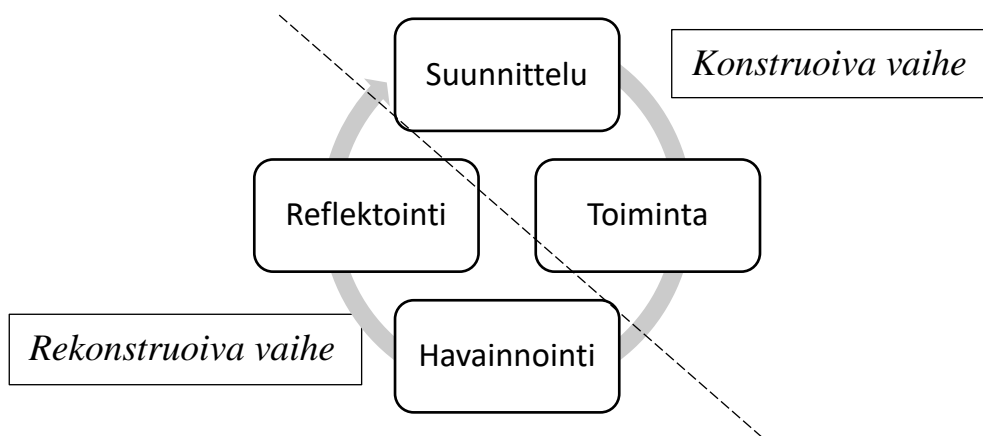 Suunnittelu
Konstruoiva vaihe
Reflektointi
Toiminta
Rekonstruoiva vaihe
Havainnointi